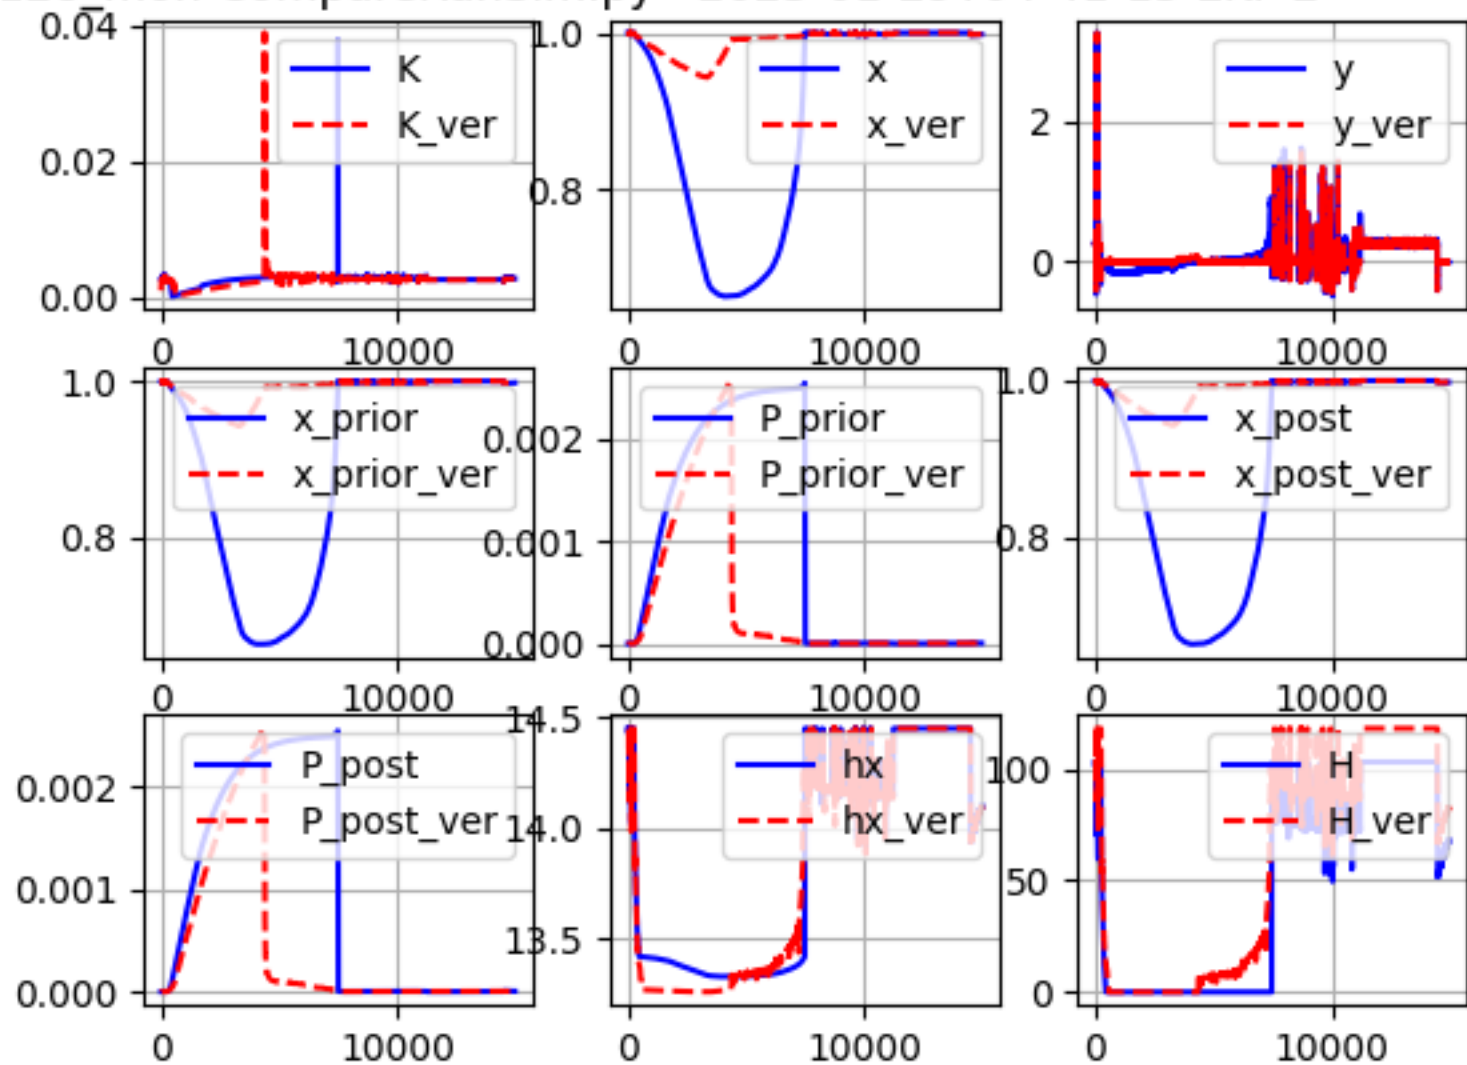 0.04
0.02
0.00
K
K_ver
0 10000
1.0
0.8
x
x_ver
0 10000
2
0
y
y_ver
0 10000
1.0
0.8
x_prior
x_prior_ver
0 10000
0.002
0.001
0.000
P_prior
P_prior_ver
0 10000
1.0
0.8
x_post
x_post_ver
0 10000
0.002
0.001
0.000
P_post
P_post_ver
0 10000
14.5
14.0
13.5
hx
hx_ver
0 10000
100
50
0
H
H_ver
0 10000